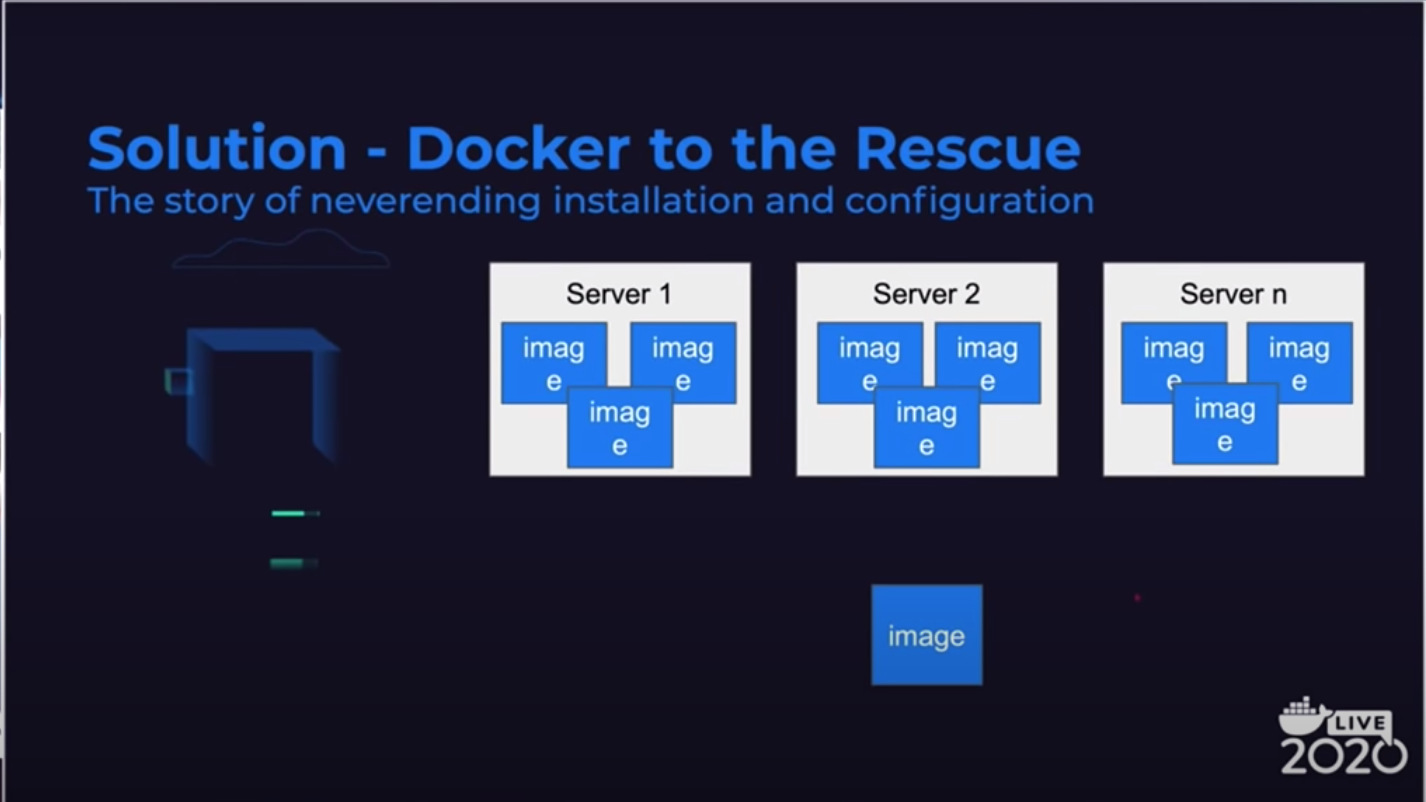 Solution - Docker to the Rescue
The story of neverending installation and configuration
Server 1
imag
e
imag
e
imag
e
Server 2
imag
e
imag
e
imag
e
Server n
imag
e
imag
e
imag
e
image
LIVE
2020